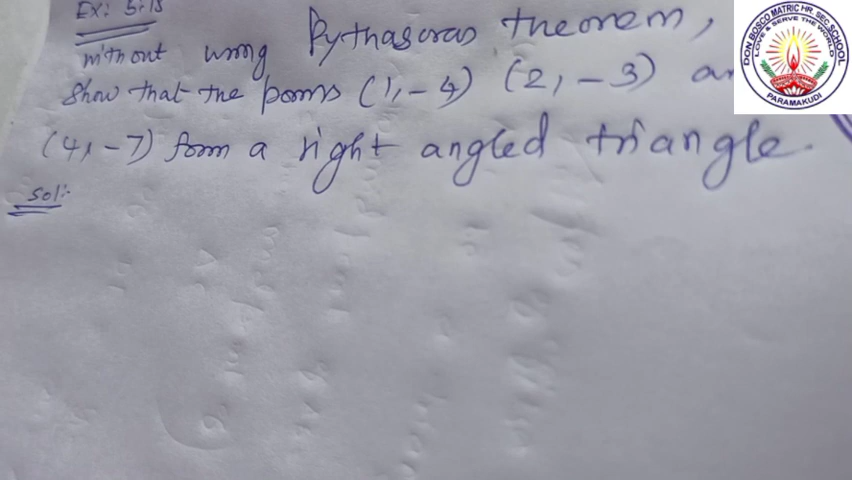 Ex: 5.15
without using Pythagoras theorem,
Show that the points (1, -4) (2, -3) an
(4, -7) form a right angled triangle.
Sol:-
DON BOSCO MATRIC HR. SEC SCHOOL
LOVE & SERVE THE WORLD
PARAMAKUDI